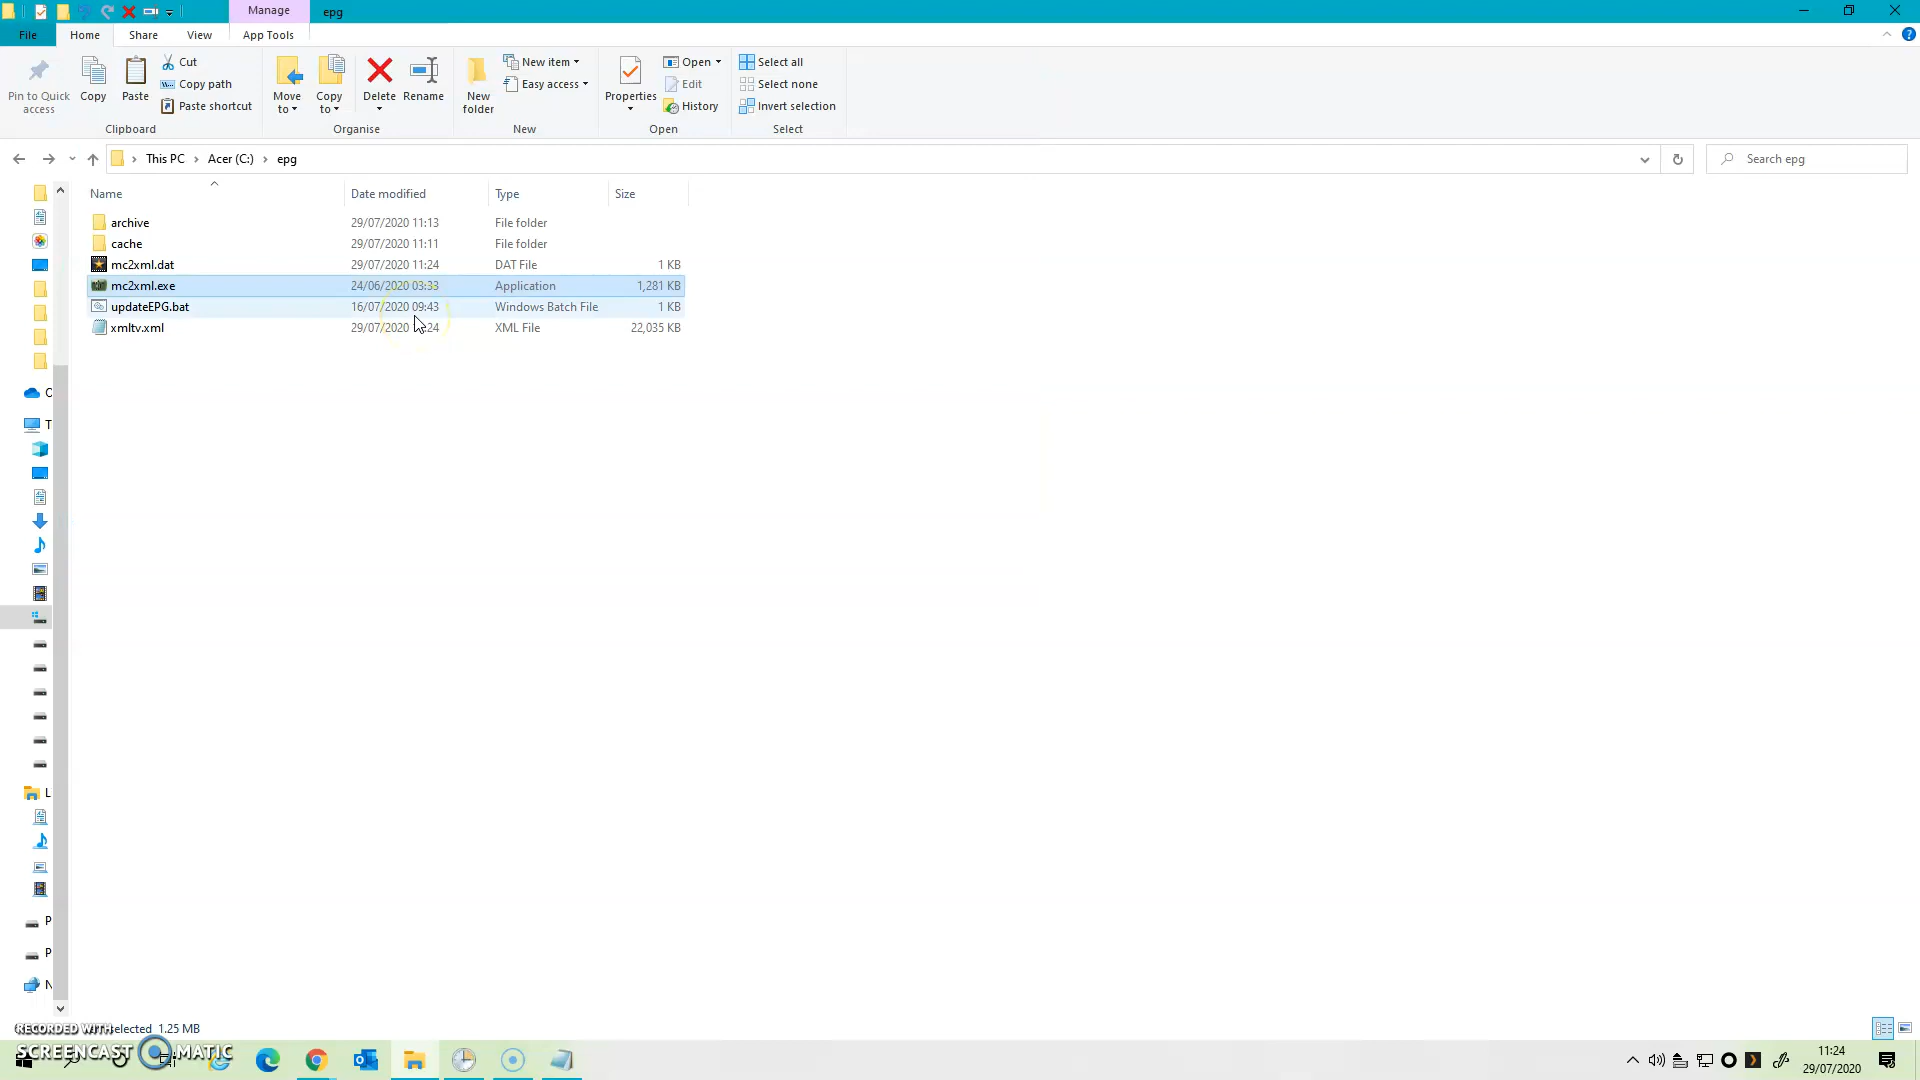 Manage
epg
File
Home
Share
View
App Tools
Pin to Quick access
Copy
Paste
Cut
Copy path
Paste shortcut
Clipboard
Move to
Copy to
Delete
Rename
Organise
New folder
New item
Easy access
New
Properties
Open
Edit
History
Open
Select all
Select none
Invert selection
Select
This PC
Acer (C:)
epg
Search epg
Name
Date modified
Type
Size
archive 29/07/2020 11:13 File folder
cache 29/07/2020 11:11 File folder
mc2xml.dat 29/07/2020 11:24 DAT File 1 KB
mc2xml.exe 24/06/2020 03:33 Application 1,281 KB
updateEPG.bat 16/07/2020 09:43 Windows Batch File 1 KB
xmltv.xml 29/07/2020 :24 XML File 22,035 KB
O
T
L
P
P
N
selected 1.25 MB
RECORDED WITH
SCREENCAST MATIC
11:24
29/07/2020